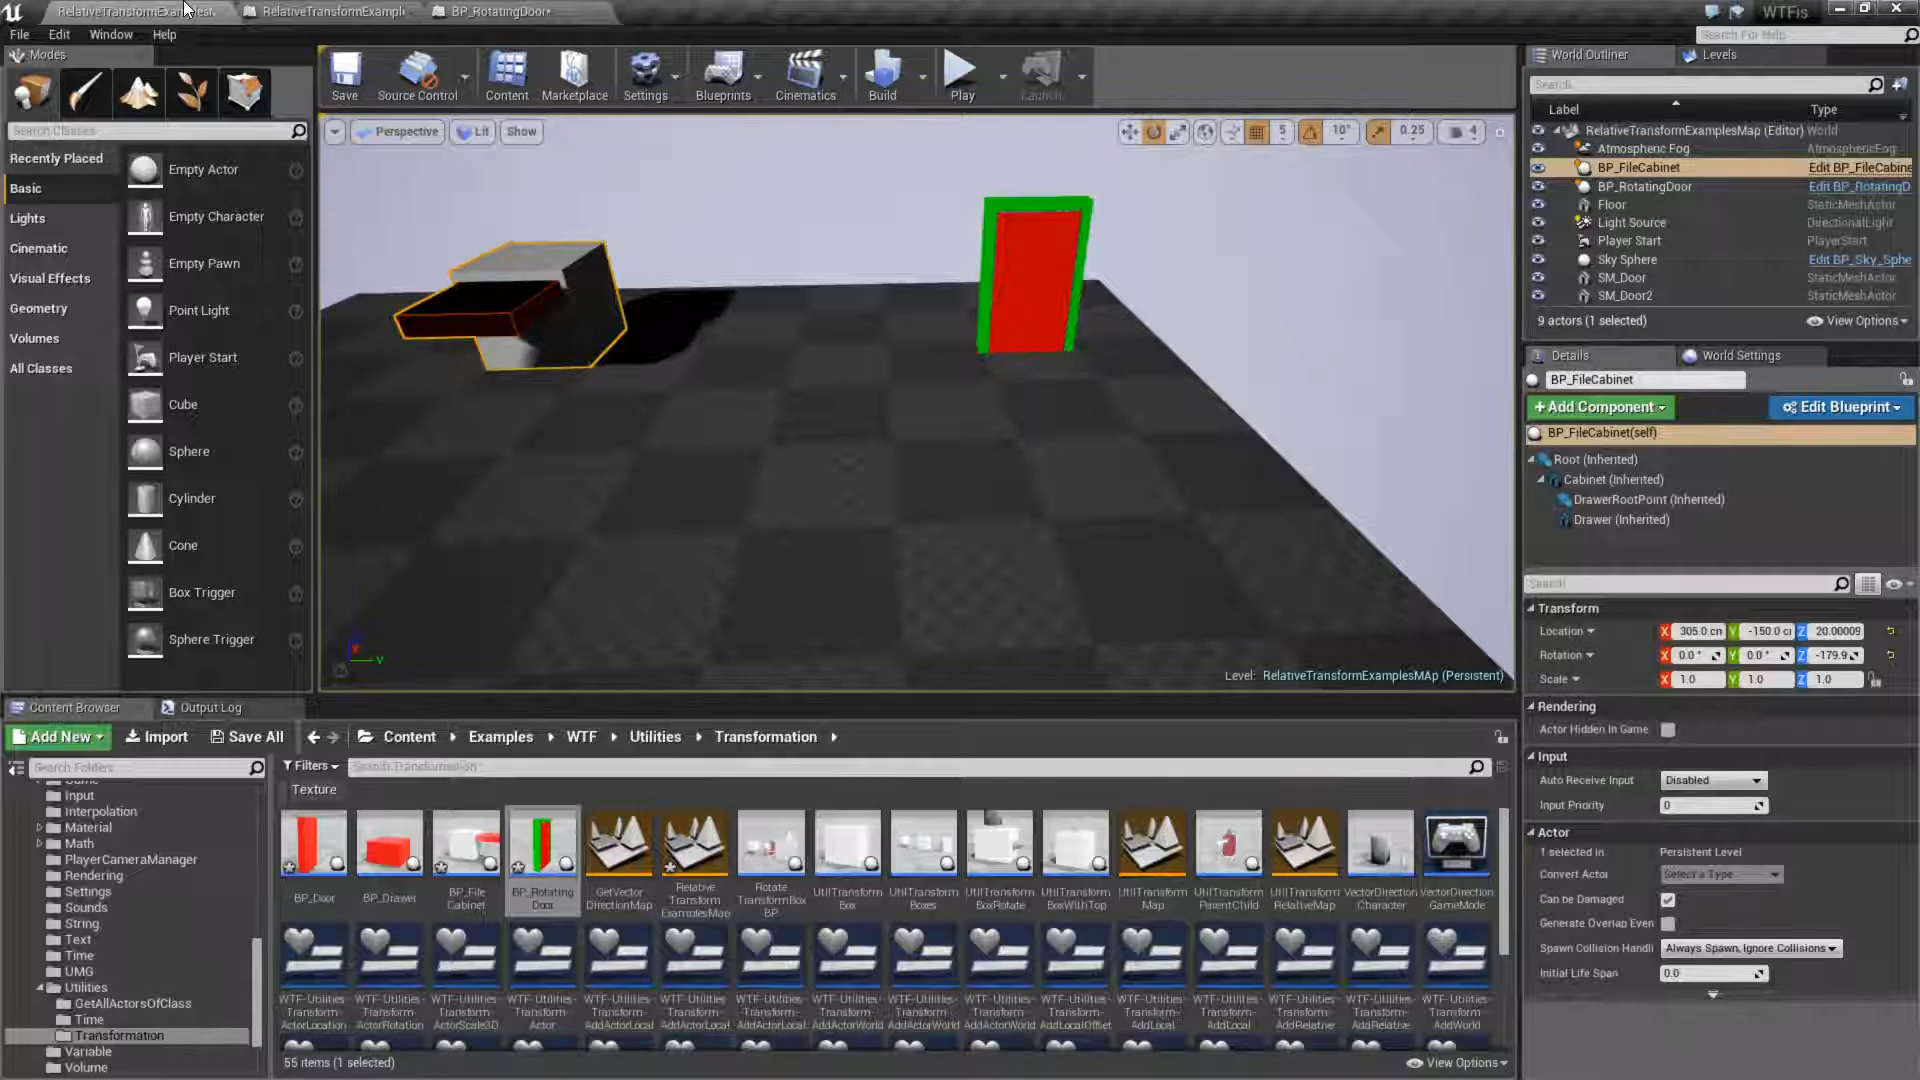 RelativeTransformExampl
BP_RotatingDoor*
WTFis
File Edit Window Help
Search For Help
Modes
Search Classes
Recently Placed
Basic
Lights
Cinematic
Visual Effects
Geometry
Volumes
All Classes
Empty Actor
Empty Character
Empty Pawn
Point Light
Player Start
Cube
Sphere
Cylinder
Cone
Box Trigger
Sphere Trigger
Save Source Control Content Marketplace Settings Blueprints Cinematics Build Play Launch
Perspective Lit Show
5 10° 0.25 4
Level: RelativeTransformExamplesMAp (Persistent)
World Outliner Levels
Search
Label Type
RelativeTransformExamplesMap (Editor) World
Atmospheric Fog AtmosphericFog
BP_FileCabinet Edit BP_FileCabine
BP_RotatingDoor Edit BP_RotatingD
Floor StaticMeshActor
Light Source DirectionalLight
Player Start PlayerStart
Sky Sphere Edit BP_Sky_Sphe
SM_Door StaticMeshActor
SM_Door2 StaticMeshActor
9 actors (1 selected) View Options
Details World Settings
BP_FileCabinet
+Add Component Edit Blueprint
BP_FileCabinet(self)
Root (Inherited)
Cabinet (Inherited)
DrawerRootPoint (Inherited)
Drawer (Inherited)
Search
Transform
Location X 305.0 cm Y -150.0 c Z 20.00009
Rotation X 0.0° Y 0.0° Z -179.9
Scale X 1.0 Y 1.0 Z 1.0
Rendering
Actor Hidden In Game
Input
Auto Receive Input Disabled
Input Priority 0
Actor
1 selected in Persistent Level
Convert Actor Select a Type
Can be Damaged
Generate Overlap Even
Spawn Collision Handli Always Spawn, Ignore Collisions
Initial Life Span 0.0
Content Browser Output Log
Add New Import Save All Content Examples WTF Utilities Transformation
Search Folders
Filters Search Transformation
Texture
Input
Interpolation
Material
Math
PlayerCameraManager
Rendering
Settings
Sounds
String
Text
Time
UMG
Utilities
GetAllActorsOfClass
Time
Transformation
Variable
Volume
BP_Door
BP_Drawer
BP_File
Cabinet
BP_Rotating
Door
GetVector
DirectionMap
Relative
Transform
ExamplesMap
Rotate
TransformBox
BP
UtilTransform
Box
UtilTransform
Boxes
UtilTransform
BoxRotate
UtilTransform
BoxWithTop
UtilTransform
Map
UtilTransform
ParentChild
UtilTransform
RelativeMap
VectorDirection
Character
VectorDirection
GameMode
WTF-Utilities-
Transform-
ActorLocation
WTF-Utilities-
Transform-
ActorRotation
WTF-Utilities-
Transform-
ActorScale3D
WTF-Utilities-
Transform-
Actor
WTF-Utilities-
Transform-
AddActorLocal
WTF-Utilities-
Transform-
AddActorLocal
WTF-Utilities-
Transform-
AddActorLocal
WTF-Utilities-
Transform-
AddActorWorld
WTF-Utilities-
Transform-
AddActorWorld
WTF-Utilities-
Transform-
AddActorWorld
WTF-Utilities-
Transform-
AddLocalOffset
WTF-Utilities-
Transform-
AddLocal
WTF-Utilities-
Transform-
AddLocal
WTF-Utilities-
Transform-
AddRelative
WTF-Utilities-
Transform-
AddRelative
WTF-Utilities-
Transform-
AddWorld
55 items (1 selected) View Options